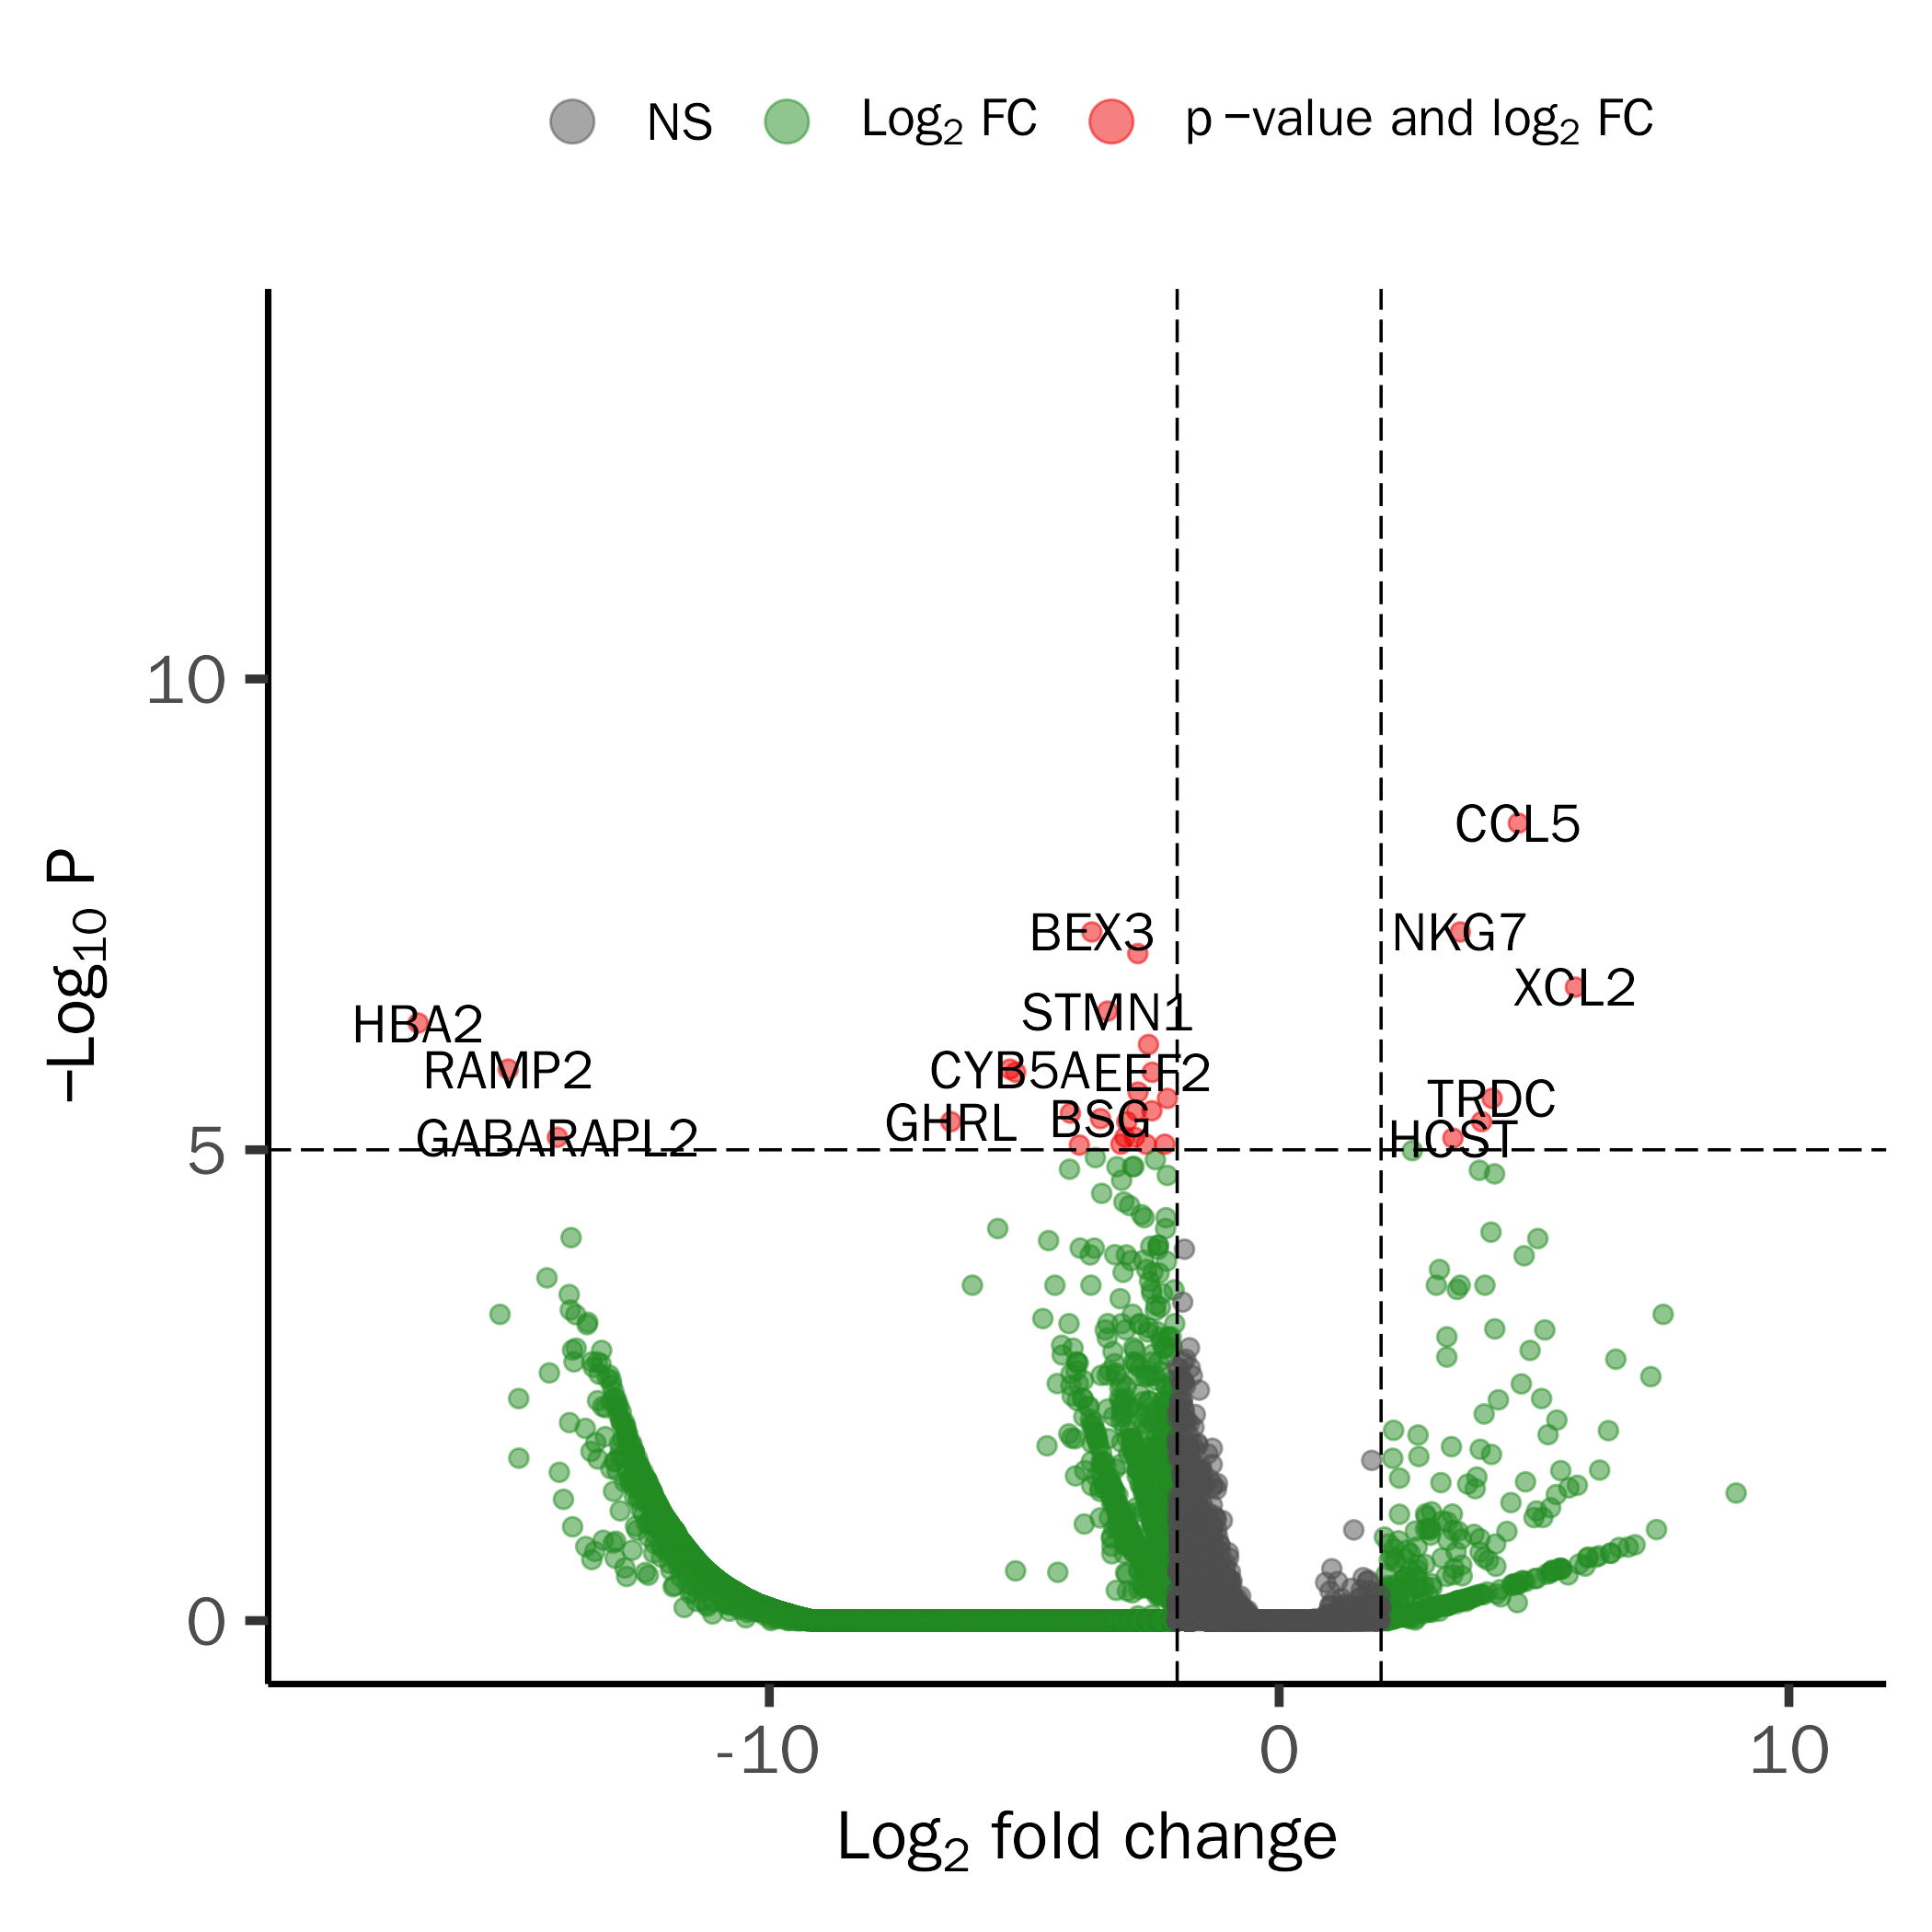 NS Log₂ FC p −value and log₂ FC
−Log₁₀ P
10
5
0
CCL5
BEX3 NKG7
XCL2
STMN1
HBA2
RAMP2 CYB5A EEF2
TRDC
GHRL BSG
GABARAPL2 HCST
-10 0 10
Log₂ fold change